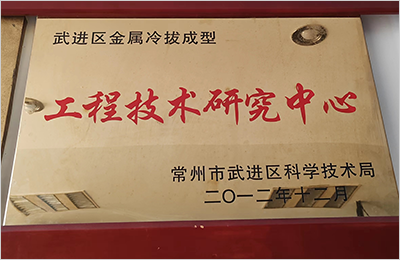 武进区金属冷拔成型
工程技术研究中心
常州市武进区科学技术局
二〇一二年十二月